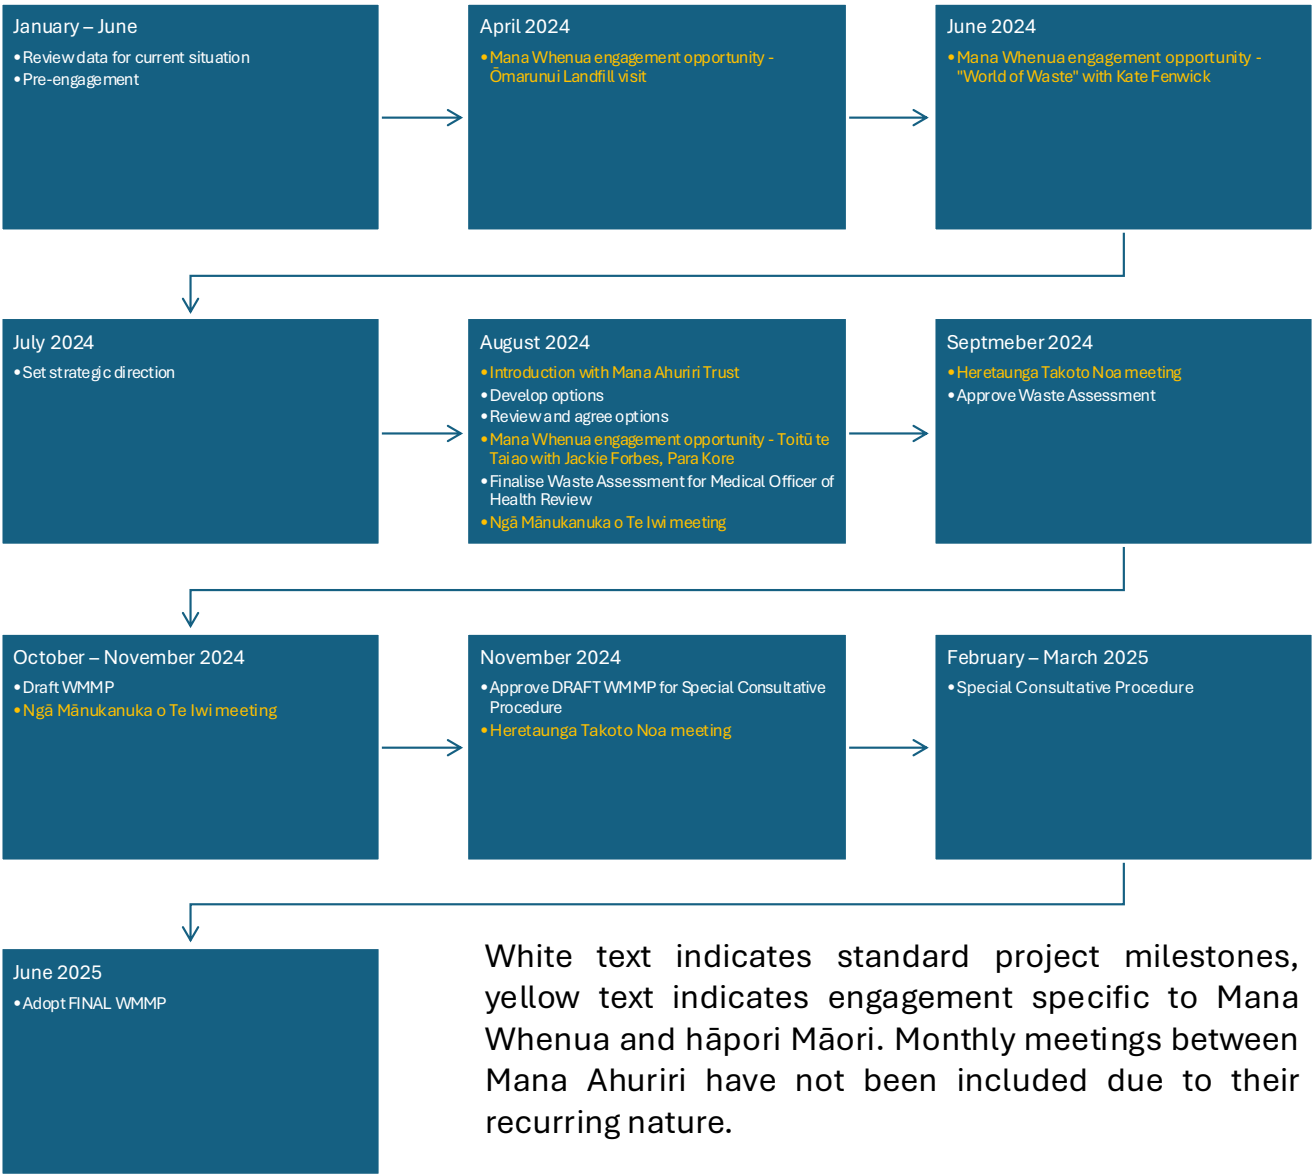 January – June
•Review data for current situation
•Pre-engagement
April 2024
•Mana Whenua engagement opportunity -
Ōmarunui Landfill visit
June 2024
•Mana Whenua engagement opportunity -
"World of Waste" with Kate Fenwick
July 2024
•Set strategic direction
August 2024
•Introduction with Mana Ahuriri Trust
•Develop options
•Review and agree options
•Mana Whenua engagement opportunity - Toitū te
Taiao with Jackie Forbes, Para Kore
•Finalise Waste Assessment for Medical Officer of
Health Review
•Ngā Mānukanuka o Te Iwi meeting
Septmeber 2024
•Heretaunga Takoto Noa meeting
•Approve Waste Assessment
October – November 2024
•Draft WMMP
•Ngā Mānukanuka o Te Iwi meeting
November 2024
•Approve DRAFT WMMP for Special Consultative
Procedure
•Heretaunga Takoto Noa meeting
February – March 2025
•Special Consultative Procedure
June 2025
•Adopt FINAL WMMP
White text indicates standard project milestones,
yellow text indicates engagement specific to Mana
Whenua and hāpori Māori. Monthly meetings between
Mana Ahuriri have not been included due to their
recurring nature.